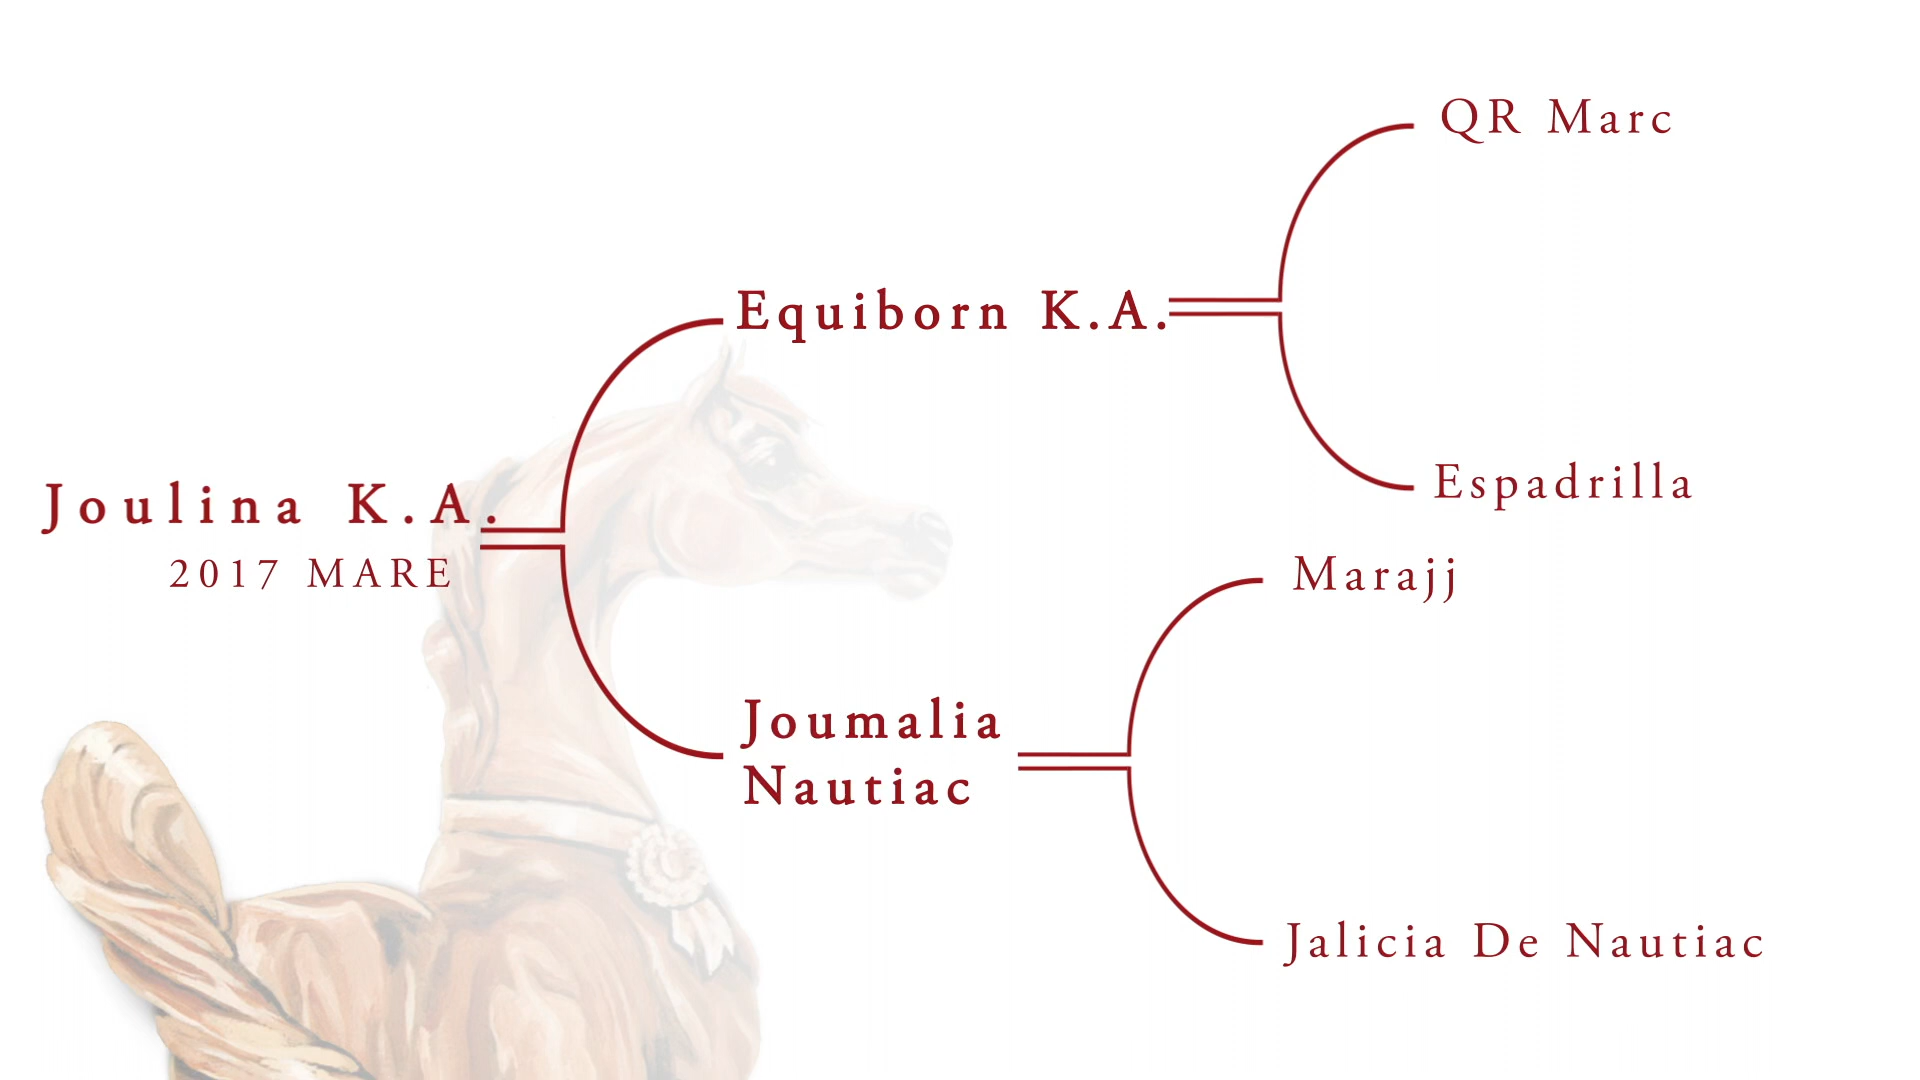 QR Marc
Equiborn K.A.
Espadrilla
Joulina K.A.
2017 MARE
Marajj
Joumalia
Nautiac
Jalicia De Nautiac